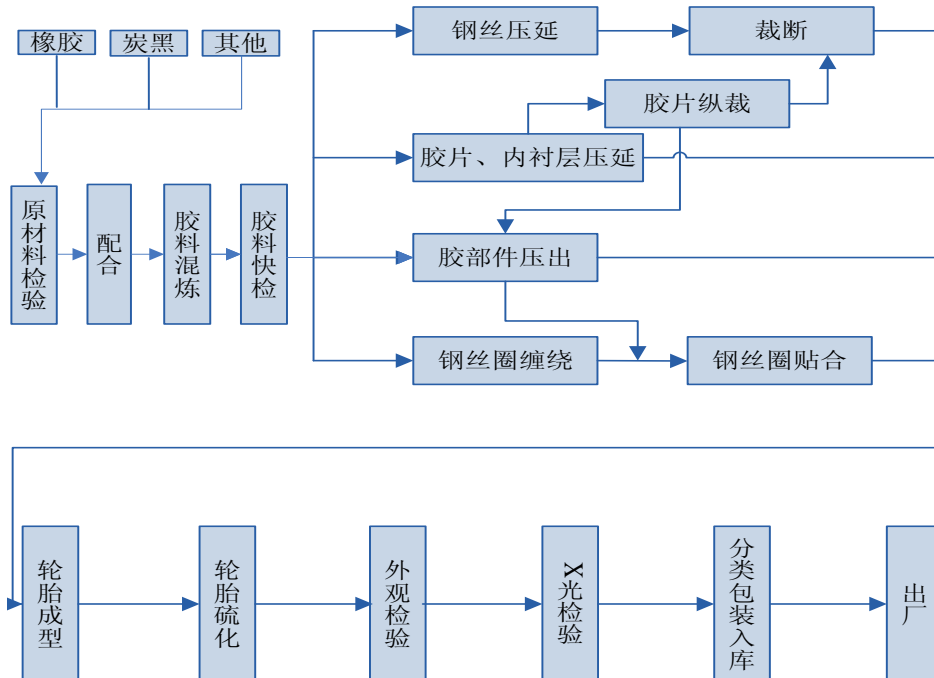 橡胶
炭黑
其他
原材料检验
配合
胶料混炼
胶料快检
钢丝压延
裁断
胶片纵裁
胶片、内衬层压延
胶部件压出
钢丝圈缠绕
钢丝圈贴合
轮胎成型
轮胎硫化
外观检验
X光检验
分类包装入库
出厂